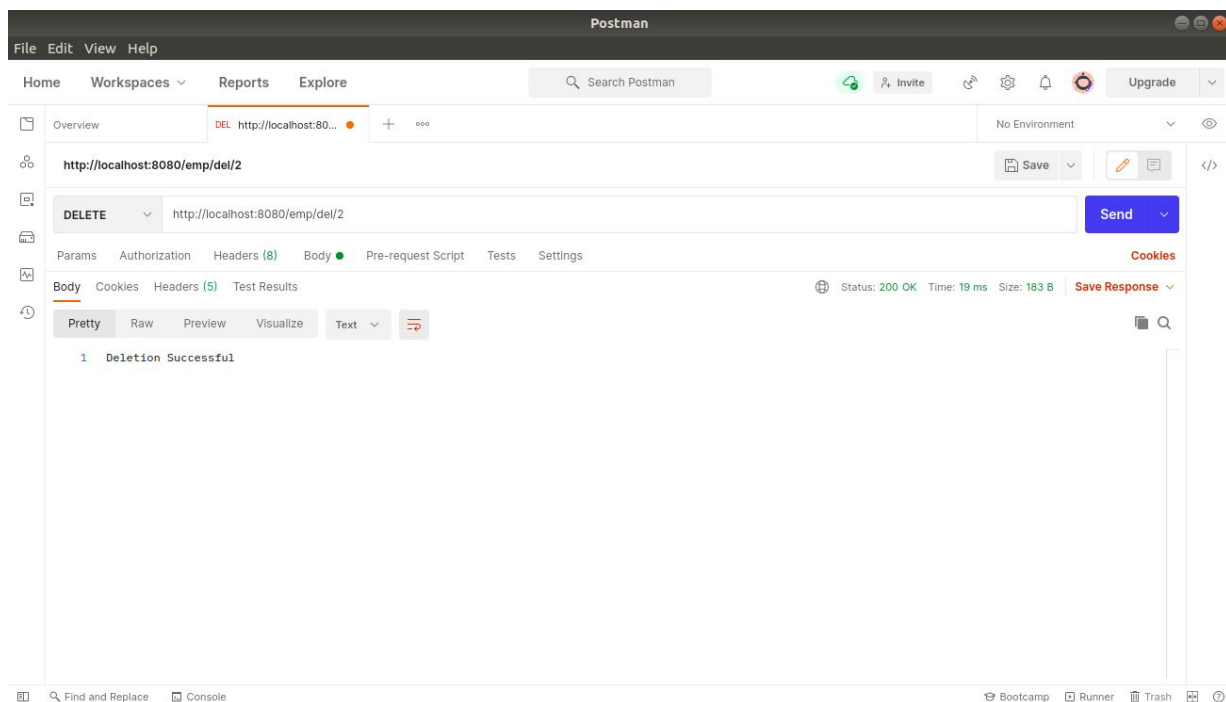 Postman
File Edit View Help
Home Workspaces Reports Explore Search Postman Invite Upgrade
Overview DEL http://localhost:80... No Environment
http://localhost:8080/emp/del/2 Save
DELETE http://localhost:8080/emp/del/2 Send
Params Authorization Headers (8) Body Pre-request Script Tests Settings Cookies
Body Cookies Headers (5) Test Results Status: 200 OK Time: 19 ms Size: 183 B Save Response
Pretty Raw Preview Visualize Text
1 Deletion Successful
Find and Replace Console Bootcamp Runner Trash